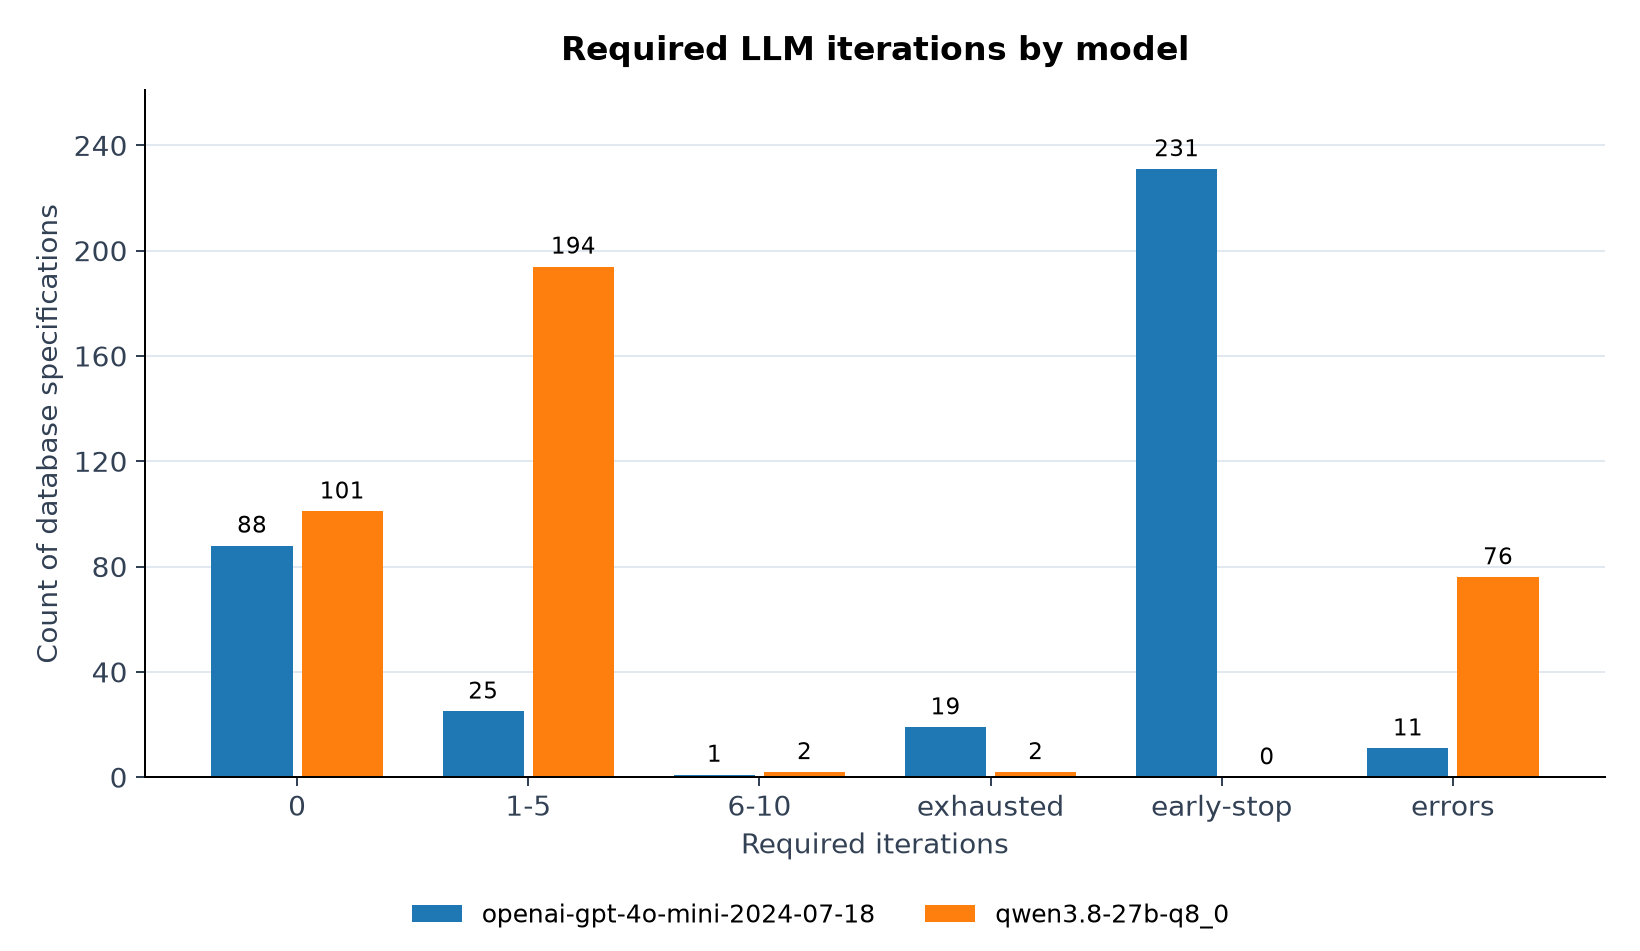 Required LLM iterations by model
Count of database specifications
240
200
160
120
80
40
0
88
101
25
194
1
2
19
2
231
0
11
76
0
1-5
6-10
exhausted
early-stop
errors
Required iterations
openai-gpt-4o-mini-2024-07-18
qwen3.8-27b-q8_0